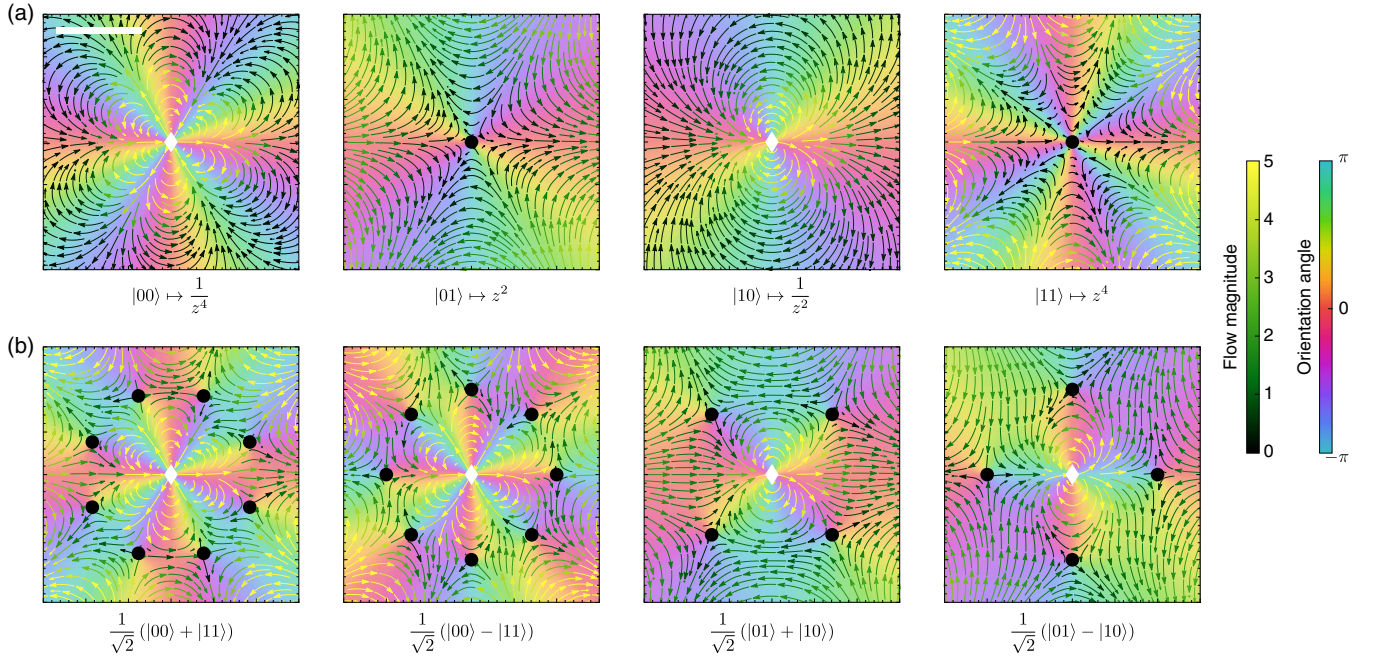 (a)
|00⟩ ↦ 1/z⁴
|01⟩ ↦ z²
|10⟩ ↦ 1/z²
|11⟩ ↦ z⁴
(b)
1/√2 (|00⟩ + |11⟩)
1/√2 (|00⟩ − |11⟩)
1/√2 (|01⟩ + |10⟩)
1/√2 (|01⟩ − |10⟩)
Flow magnitude
5
4
3
2
1
0
Orientation angle
π
0
−π